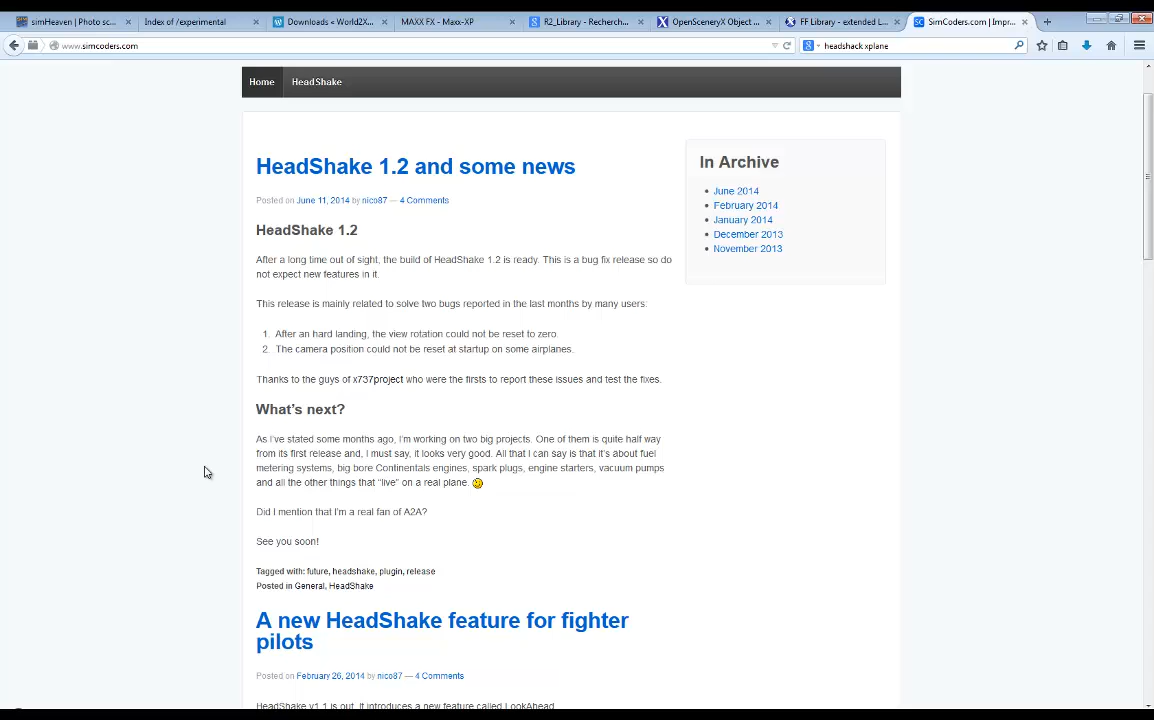 simHeaven | Photo sc...
Index of /experimental
Downloads « World2X...
MAXX FX - Maxx-XP
R2_Library - Recherch...
OpenSceneryX Object ...
FF Library - extended L...
SimCoders.com | Impr...
www.simcoders.com
headshack xplane
Home
HeadShake
HeadShake 1.2 and some news
Posted on June 11, 2014 by nico87 — 4 Comments
HeadShake 1.2
After a long time out of sight, the build of HeadShake 1.2 is ready. This is a bug fix release so do
not expect new features in it.
This release is mainly related to solve two bugs reported in the last months by many users:
1. After an hard landing, the view rotation could not be reset to zero.
2. The camera position could not be reset at startup on some airplanes.
Thanks to the guys of x737project who were the firsts to report these issues and test the fixes.
What's next?
As I've stated some months ago, I'm working on two big projects. One of them is quite half way
from its first release and, I must say, it looks very good. All that I can say is that it's about fuel
metering systems, big bore Continentals engines, spark plugs, engine starters, vacuum pumps
and all the other things that “live” on a real plane.
Did I mention that I'm a real fan of A2A?
See you soon!
Tagged with: future, headshake, plugin, release
Posted in General, HeadShake
A new HeadShake feature for fighter
pilots
Posted on February 26, 2014 by nico87 — 4 Comments
HeadShake v1.1 is out. It introduces a new feature called LookAhead.
In Archive
June 2014
February 2014
January 2014
December 2013
November 2013